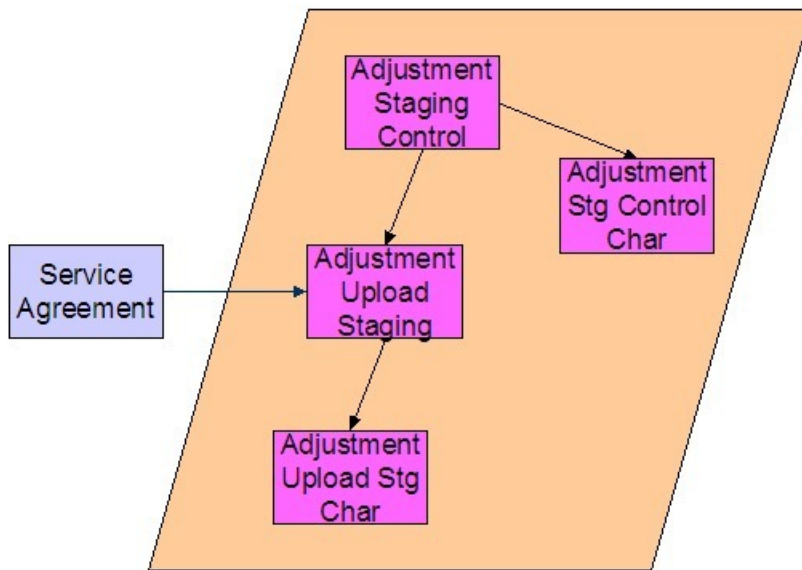 Adjustment
Staging
Control
Adjustment
Stg Control
Char
Service
Agreement
Adjustment
Upload
Staging
Adjustment
Upload Stg
Char